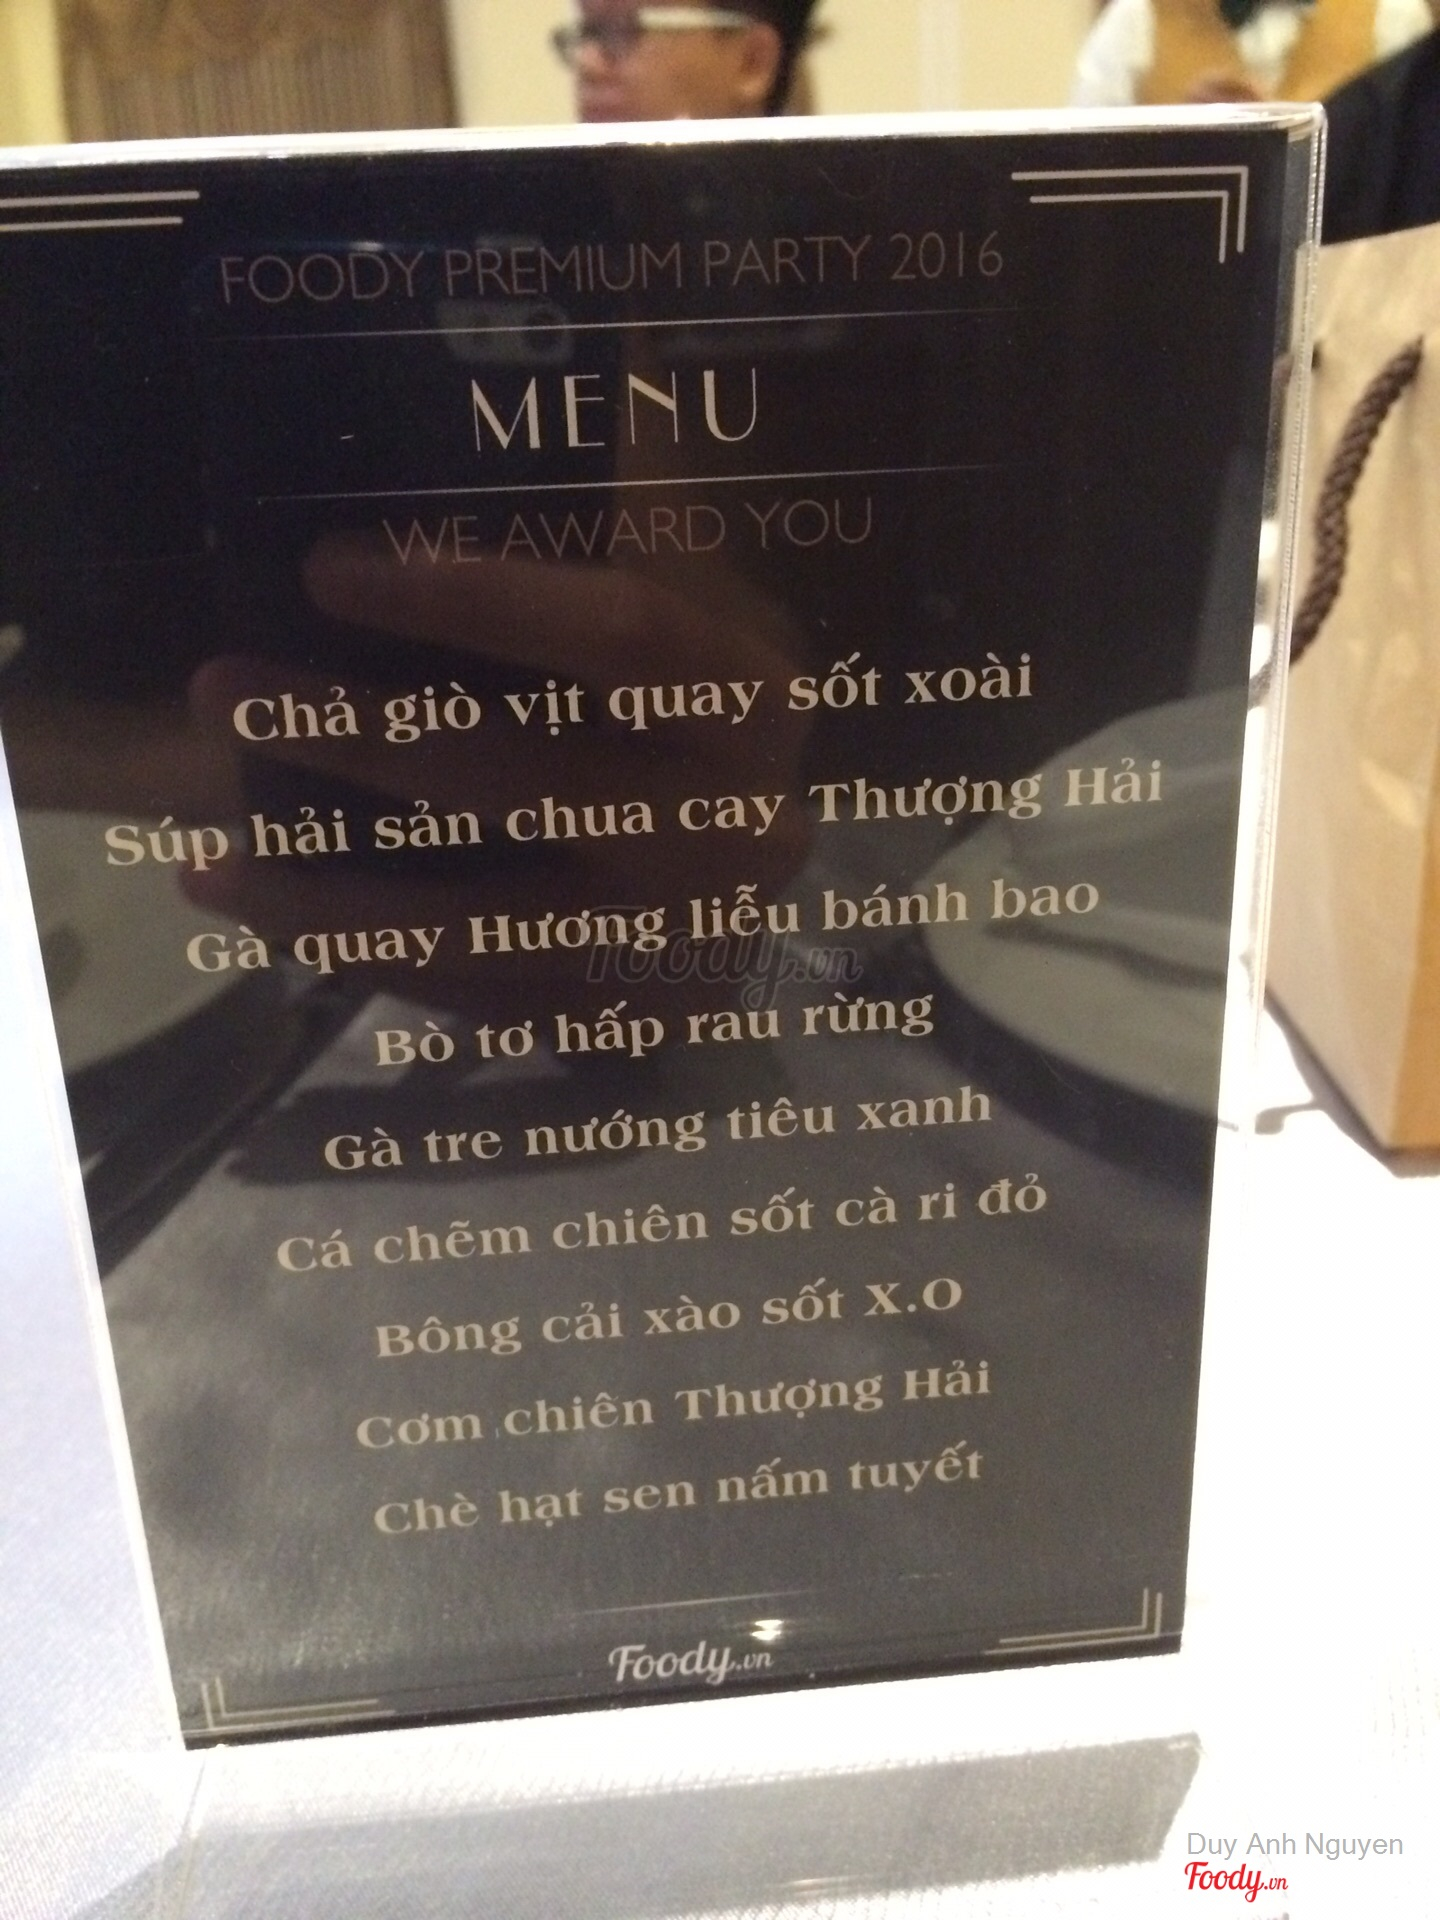 FOODY PREMIUM PARTY 2016
MENU
WE AWARD YOU
Chả giò vịt quay sốt xoài
Súp hải sản chua cay Thượng Hải
Gà quay Hương liễu bánh bao
Foody.vn
Bò tơ hấp rau rừng
Gà tre nướng tiêu xanh
Cá chẽm chiên sốt cà ri đỏ
Bông cải xào sốt X.O
Cơm chiên Thượng Hải
Chè hạt sen nấm tuyết
Foody.vn
Duy Anh Nguyen
Foody.vn